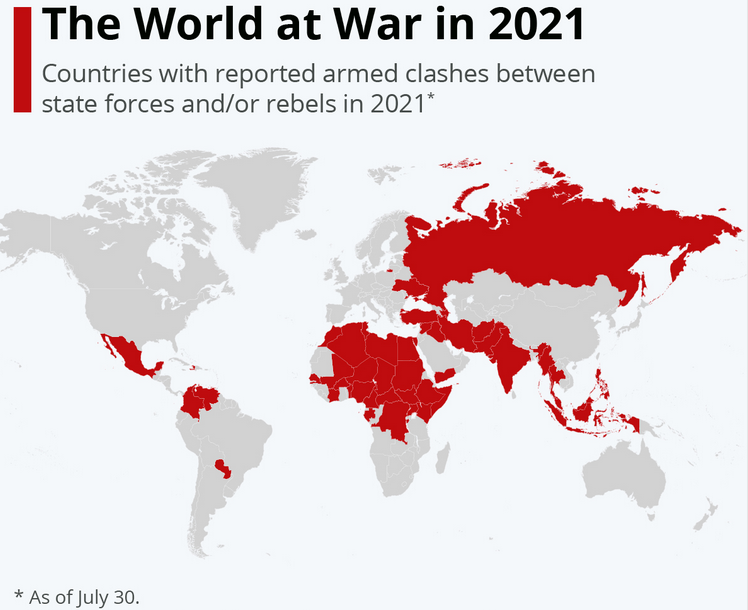 The World at War in 2021
Countries with reported armed clashes between
state forces and/or rebels in 2021*
* As of July 30.